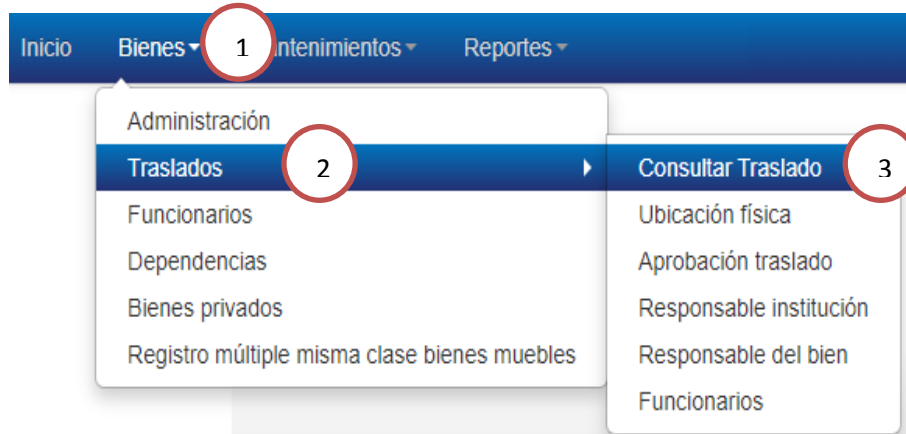 Inicio Bienes 1 ntenimientos Reportes
Administración
Traslados 2
Funcionarios
Dependencias
Bienes privados
Registro múltiple misma clase bienes muebles
Consultar Traslado 3
Ubicación física
Aprobación traslado
Responsable institución
Responsable del bien
Funcionarios